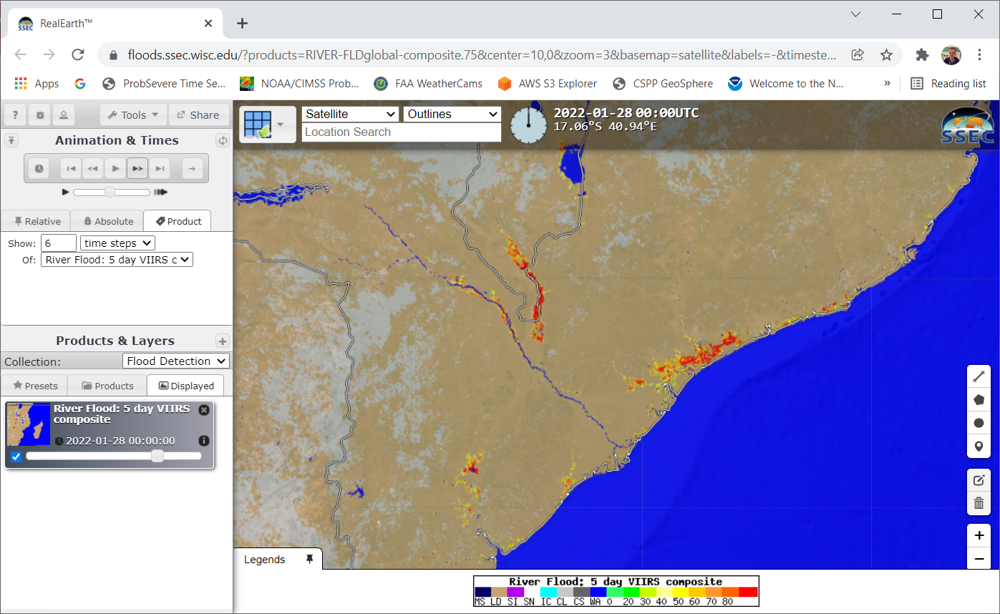 SSEC
RealEarth™
floods.ssec.wisc.edu/?products=RIVER-FLDglobal-composite.75&center=10,0&zoom=3&basemap=satellite&labels=-&timeste...
Apps
ProbSevere Time Se...
NOAA/CIMSS Prob...
FAA WeatherCams
AWS S3 Explorer
CSPP GeoSphere
Welcome to the N...
»
Reading list
?
Tools
Share
Satellite
Outlines
Location Search
2022-01-28 00:00UTC
17.06°S 40.94°E
SSEC
Animation & Times
Relative
Absolute
Product
Show: 6 time steps
Of: River Flood: 5 day VIIRS c
Products & Layers
Collection: Flood Detection
Presets
Products
Displayed
River Flood: 5 day VIIRS
composite
2022-01-28 00:00:00
Legends
River Flood: 5 day VIIRS composite
MS LD SI SN IC CL CS WA 0 20 30 40 50 60 70 80